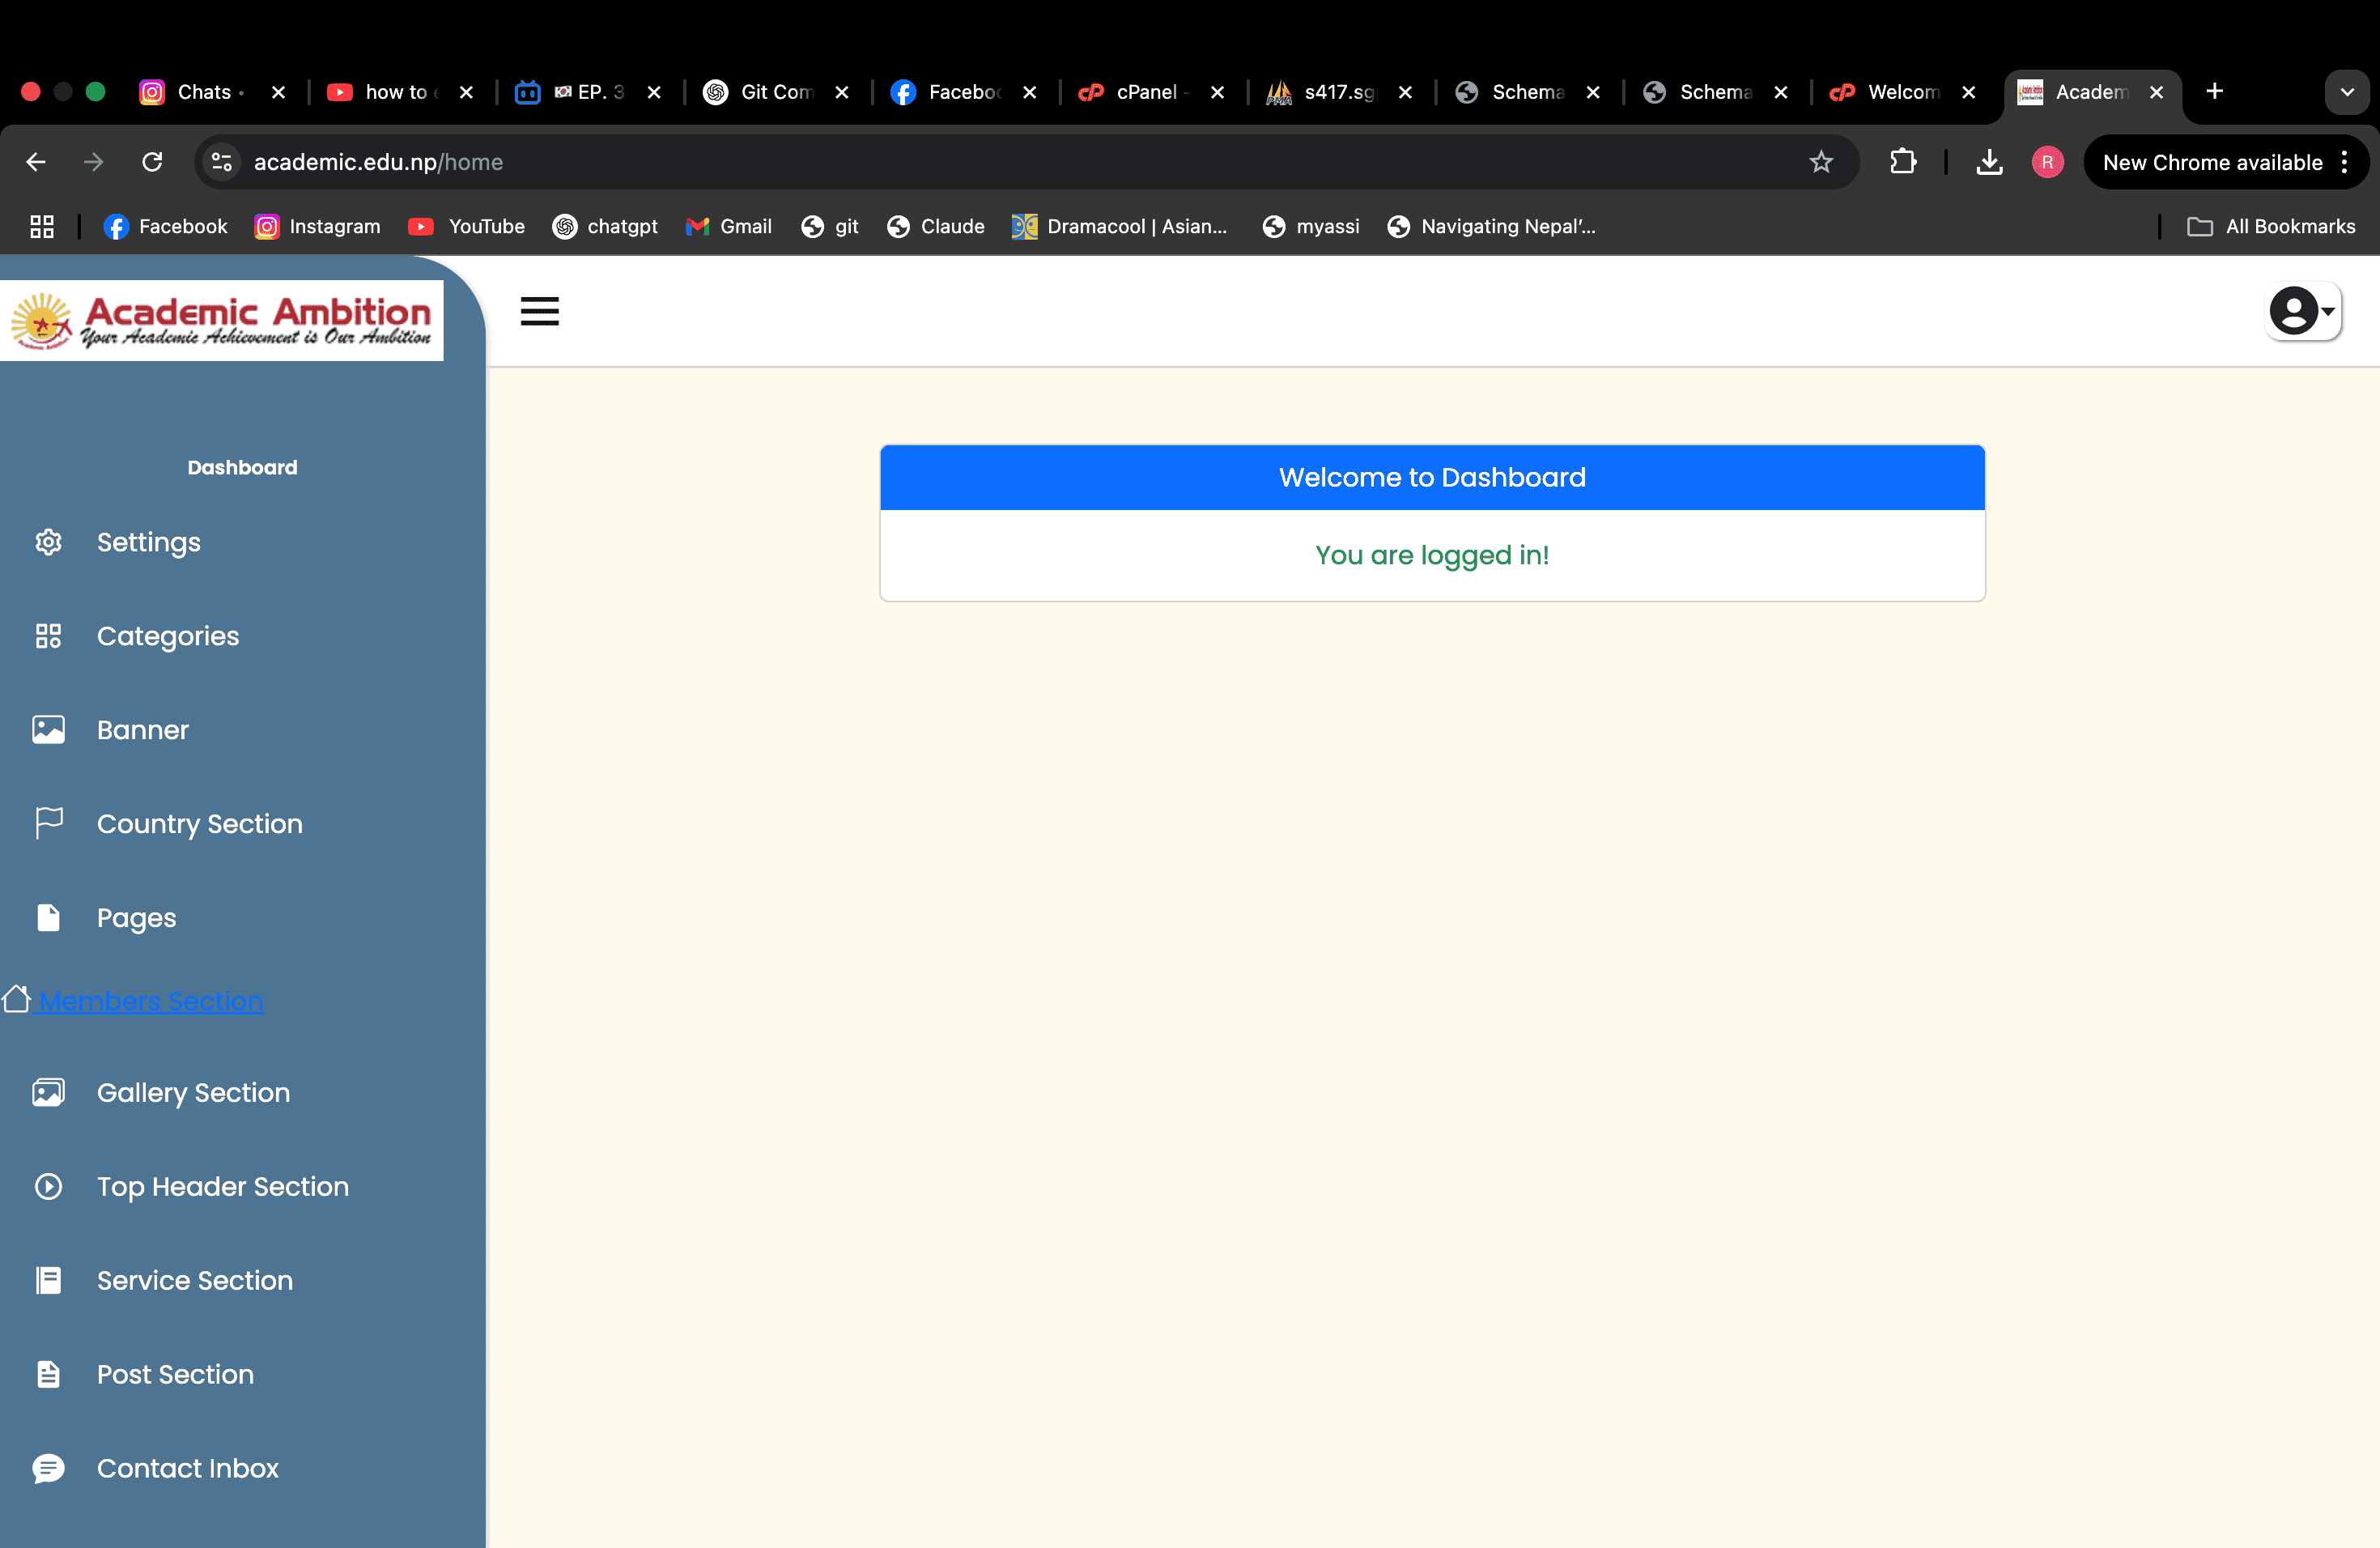 Chats •
how to e
EP. 3
Git Com
Facebo
cPanel -
s417.sg
Schema
Schema
Welcom
Academ
academic.edu.np/home
New Chrome available
Facebook
Instagram
YouTube
chatgpt
Gmail
git
Claude
Dramacool | Asian...
myassi
Navigating Nepal’...
All Bookmarks
Academic Ambition
Your Academic Achievement is Our Ambition
Dashboard
Settings
Categories
Banner
Country Section
Pages
Members Section
Gallery Section
Top Header Section
Service Section
Post Section
Contact Inbox
R
Welcome to Dashboard
You are logged in!